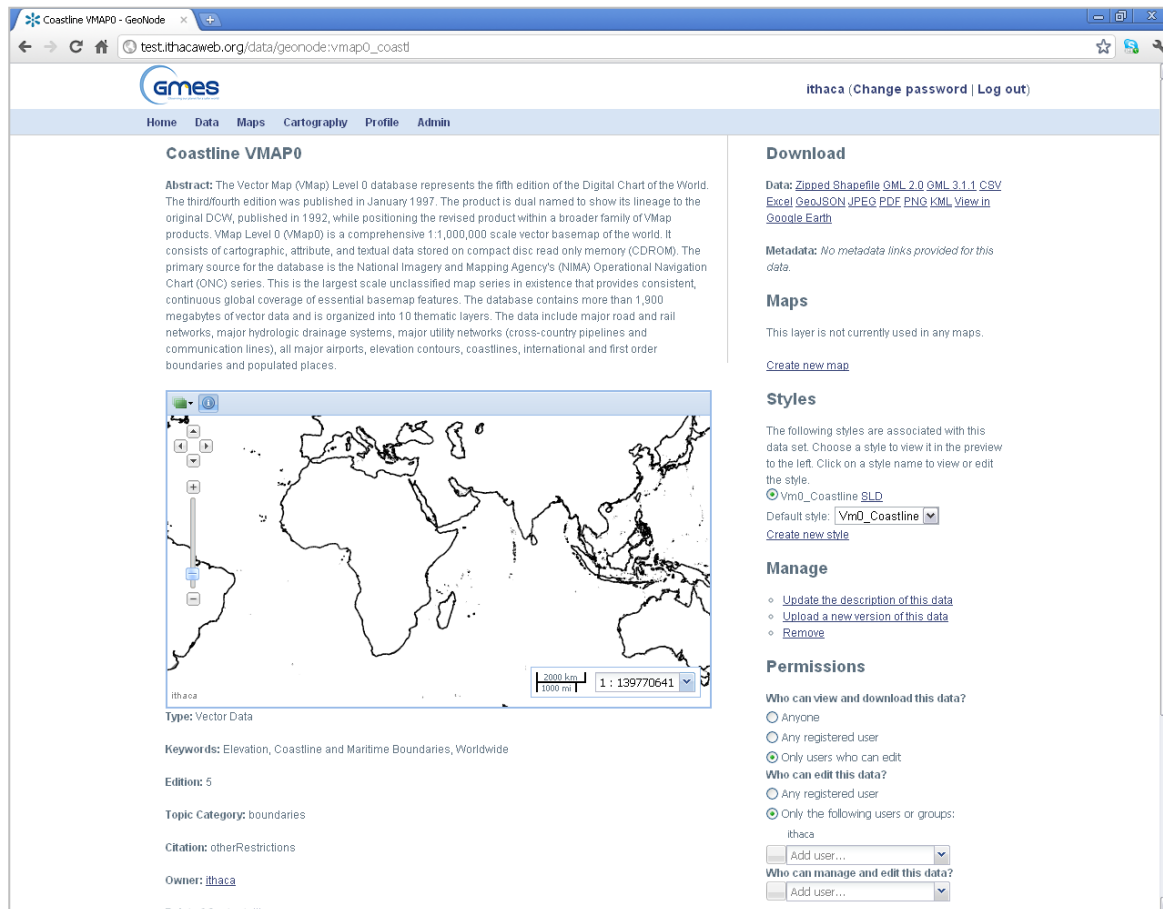 Coastline VMAP0 - GeoNode
test.ithacaweb.org/data/geonode:vmap0_coastl
GMES
ithaca (Change password | Log out)
Home Data Maps Cartography Profile Admin
Coastline VMAP0
Abstract: The Vector Map (VMap) Level 0 database represents the fifth edition of the Digital Chart of the World.
The third/fourth edition was published in January 1997. The product is dual named to show its lineage to the
original DCW, published in 1992, while positioning the revised product within a broader family of VMap
products. VMap Level 0 (VMap0) is a comprehensive 1:1,000,000 scale vector basemap of the world. It
consists of cartographic, attribute, and textual data stored on compact disc read only memory (CDROM). The
primary source for the database is the National Imagery and Mapping Agency's (NIMA) Operational Navigation
Chart (ONC) series. This is the largest scale unclassified map series in existence that provides consistent,
continuous global coverage of essential basemap features. The database contains more than 1,900
megabytes of vector data and is organized into 10 thematic layers. The data include major road and rail
networks, major hydrologic drainage systems, major utility networks (cross-country pipelines and
communication lines), all major airports, elevation contours, coastlines, international and first order
boundaries and populated places.
2000 km
1000 mi
1 : 139770641
ithaca
Type: Vector Data
Keywords: Elevation, Coastline and Maritime Boundaries, Worldwide
Edition: 5
Topic Category: boundaries
Citation: otherRestrictions
Owner: ithaca
Download
Data: Zipped Shapefile GML 2.0 GML 3.1.1 CSV
Excel GeoJSON JPEG PDF PNG KML View in
Google Earth
Metadata: No metadata links provided for this
data.
Maps
This layer is not currently used in any maps.
Create new map
Styles
The following styles are associated with this
data set. Choose a style to view it in the preview
to the left. Click on a style name to view or edit
the style.
Vm0_Coastline SLD
Default style: Vm0_Coastline
Create new style
Manage
Update the description of this data
Upload a new version of this data
Remove
Permissions
Who can view and download this data?
Anyone
Any registered user
Only users who can edit
Who can edit this data?
Any registered user
Only the following users or groups:
ithaca
Add user...
Who can manage and edit this data?
Add user...